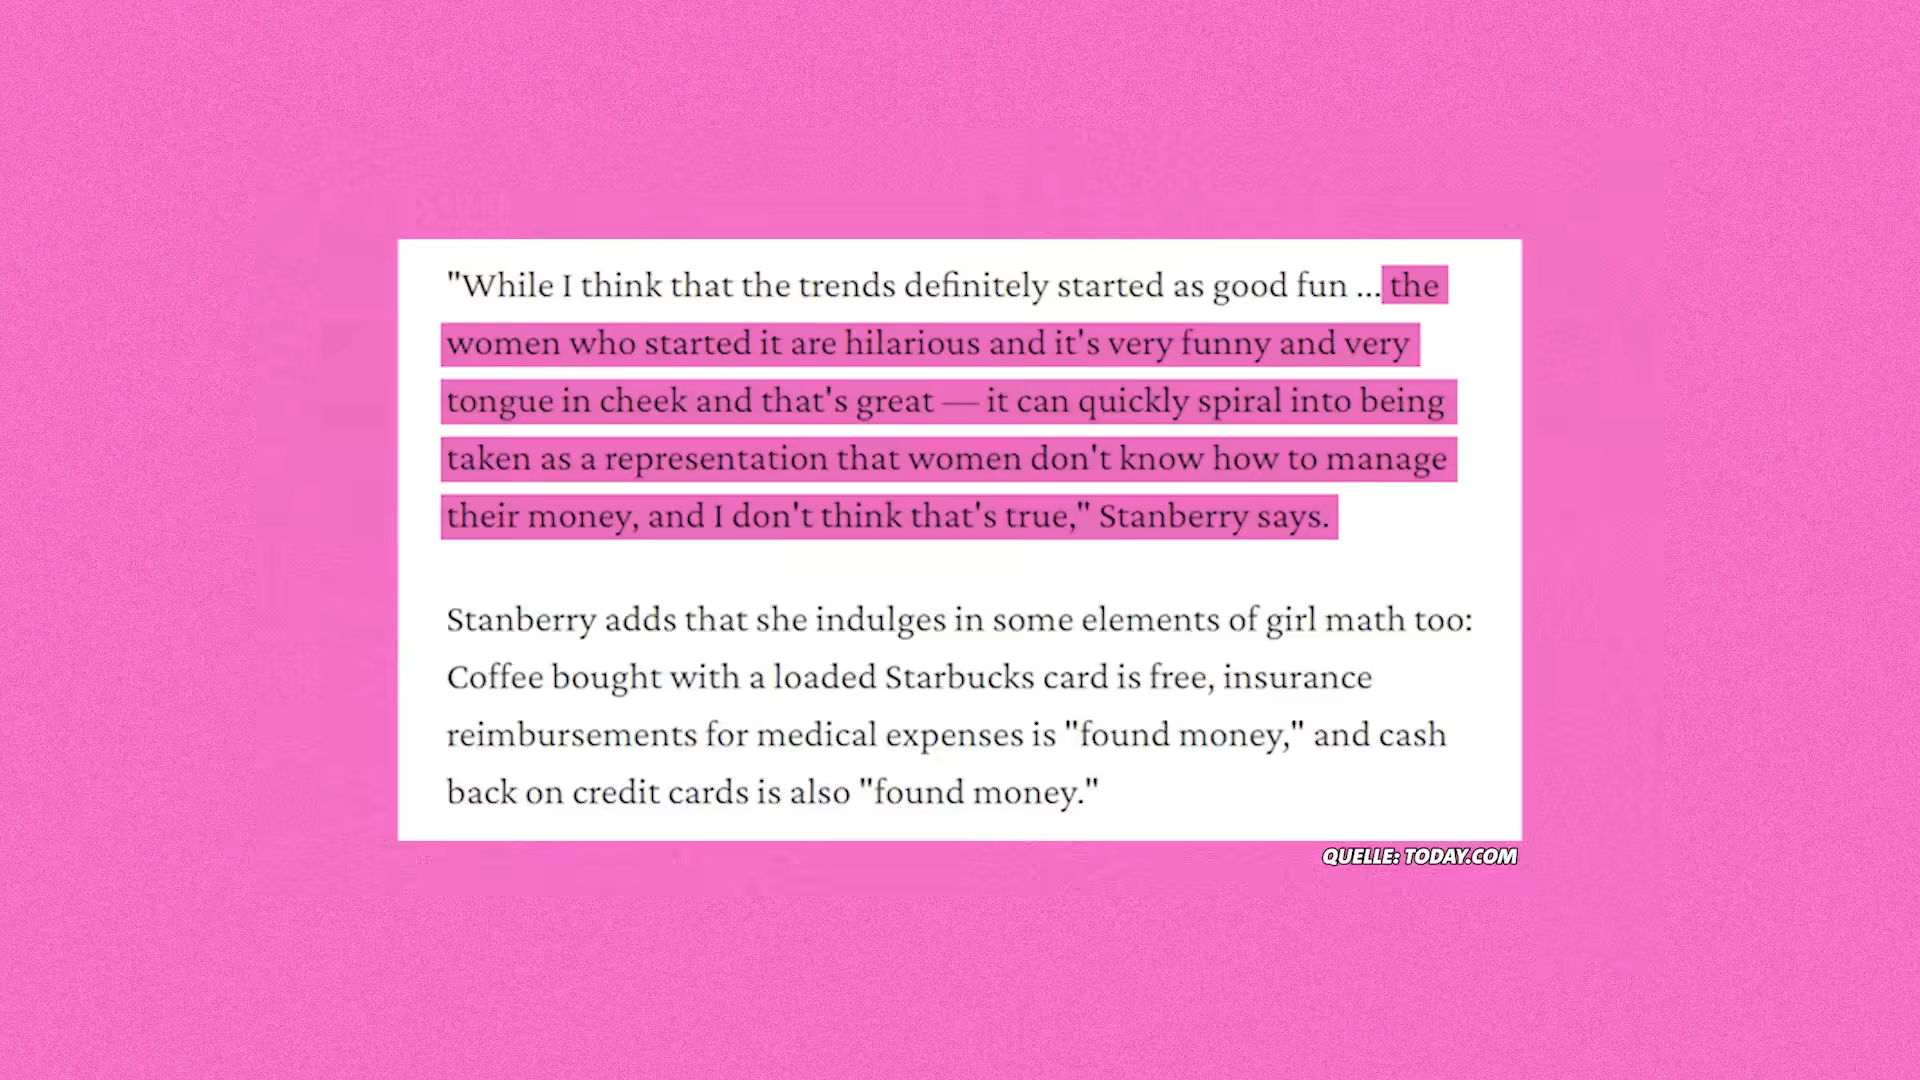 "While I think that the trends definitely started as good fun ... the
women who started it are hilarious and it's very funny and very
tongue in cheek and that's great — it can quickly spiral into being
taken as a representation that women don't know how to manage
their money, and I don't think that's true," Stanberry says.
Stanberry adds that she indulges in some elements of girl math too:
Coffee bought with a loaded Starbucks card is free, insurance
reimbursements for medical expenses is "found money," and cash
back on credit cards is also "found money."
QUELLE: TODAY.COM